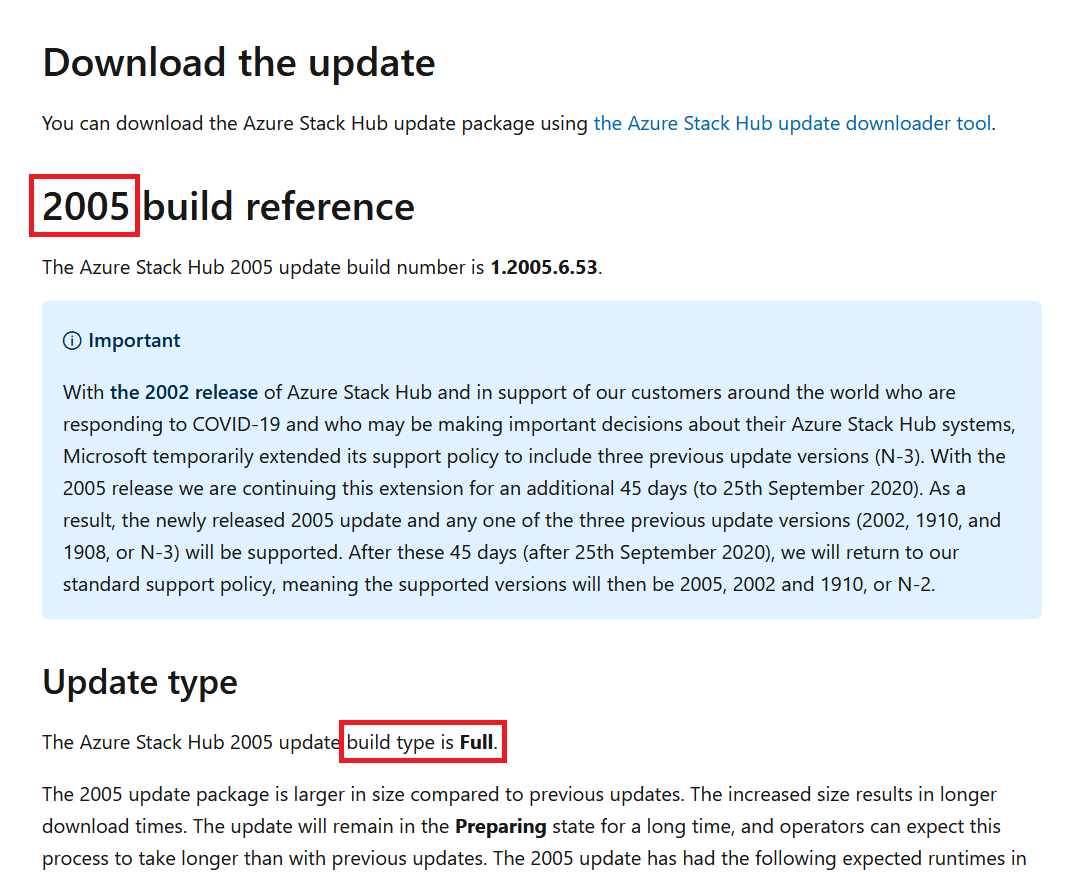 Download the update
You can download the Azure Stack Hub update package using the Azure Stack Hub update downloader tool.
2005 build reference
The Azure Stack Hub 2005 update build number is 1.2005.6.53.
Important
With the 2002 release of Azure Stack Hub and in support of our customers around the world who are
responding to COVID-19 and who may be making important decisions about their Azure Stack Hub systems,
Microsoft temporarily extended its support policy to include three previous update versions (N-3). With the
2005 release we are continuing this extension for an additional 45 days (to 25th September 2020). As a
result, the newly released 2005 update and any one of the three previous update versions (2002, 1910, and
1908, or N-3) will be supported. After these 45 days (after 25th September 2020), we will return to our
standard support policy, meaning the supported versions will then be 2005, 2002 and 1910, or N-2.
Update type
The Azure Stack Hub 2005 update build type is Full.
The 2005 update package is larger in size compared to previous updates. The increased size results in longer
download times. The update will remain in the Preparing state for a long time, and operators can expect this
process to take longer than with previous updates. The 2005 update has had the following expected runtimes in